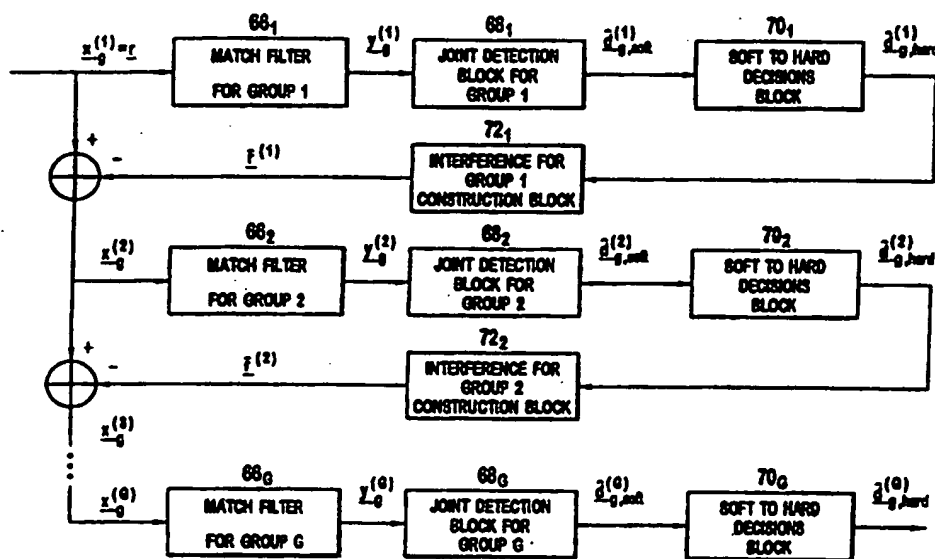 66₁ 68₁ 70₁
x_g^(1)=r y_g^(1) d̂_g,soft^(1) d̂_g,hard^(1)
MATCH FILTER
FOR GROUP 1
JOINT DETECTION
BLOCK FOR
GROUP 1
SOFT TO HARD
DECISIONS
BLOCK
72₁
+
-
r̂^(1)
INTERFERENCE FOR
GROUP 1
CONSTRUCTION BLOCK
66₂ 68₂ 70₂
x_g^(2) y_g^(2) d̂_g,soft^(2) d̂_g,hard^(2)
MATCH FILTER
FOR GROUP 2
JOINT DETECTION
BLOCK FOR
GROUP 2
SOFT TO HARD
DECISIONS
BLOCK
72₂
+
-
r̂^(2)
INTERFERENCE FOR
GROUP 2
CONSTRUCTION BLOCK
x_g^(3)
66_G 68_G 70_G
x_g^(G) y_g^(G) d̂_g,soft^(G) d̂_g,hard^(G)
MATCH FILTER
FOR GROUP G
JOINT DETECTION
BLOCK FOR
GROUP G
SOFT TO HARD
DECISIONS
BLOCK